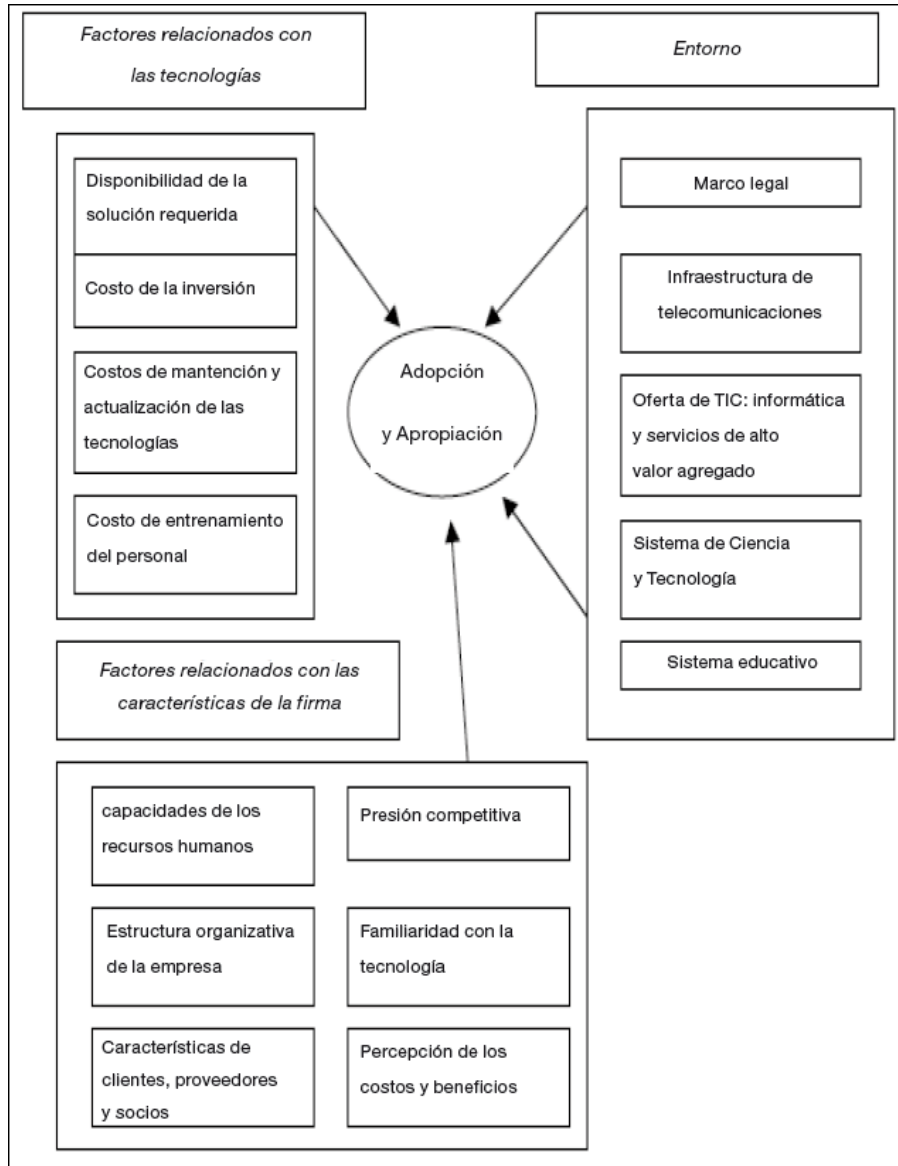 Factores relacionados con
las tecnologías
Disponibilidad de la
solución requerida
Costo de la inversión
Costos de mantención y
actualización de las
tecnologías
Costo de entrenamiento
del personal
Entorno
Marco legal
Infraestructura de
telecomunicaciones
Oferta de TIC: informática
y servicios de alto
valor agregado
Sistema de Ciencia
y Tecnología
Sistema educativo
Adopción
y Apropiación
Factores relacionados con las
características de la firma
capacidades de los
recursos humanos
Presión competitiva
Estructura organizativa
de la empresa
Familiaridad con la
tecnología
Características de
clientes, proveedores
y socios
Percepción de los
costos y beneficios